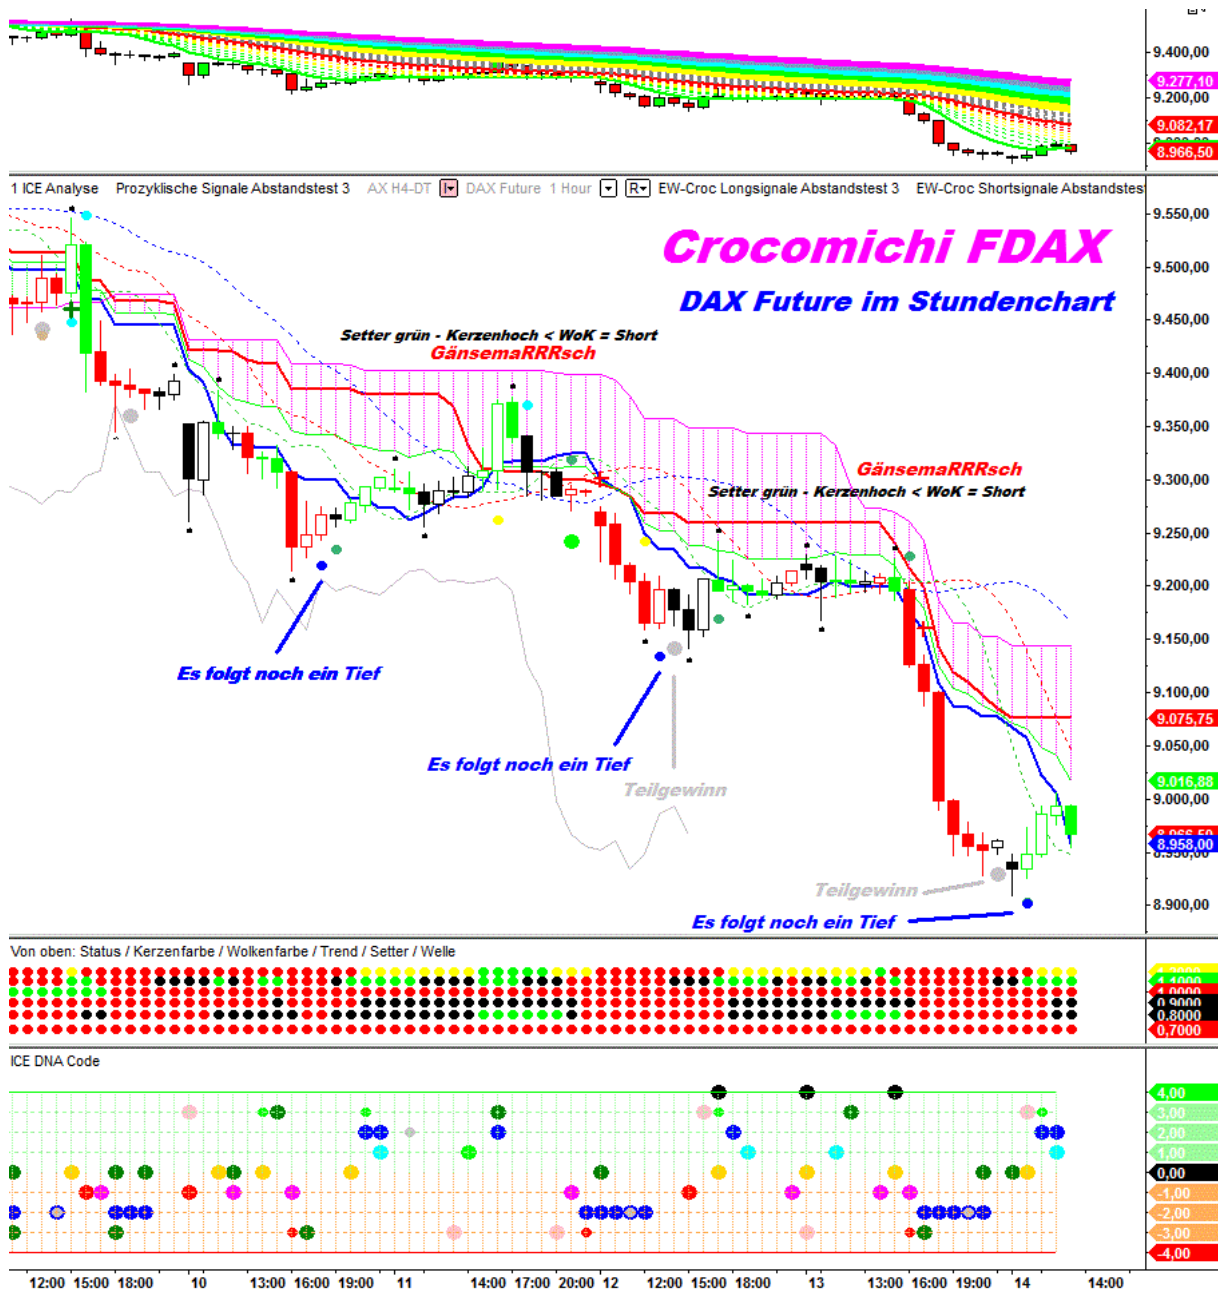 9.400,00
9.277,10
9.200,00
9.082,17
8.966,50
1 ICE Analyse Prozyklische Signale Abstandstest 3 AX H4-DT I DAX Future 1 Hour R EW-Croc Longsignale Abstandstest 3 EW-Croc Shortsignale Abstandstest
9.550,00
Crocomichi FDAX
9.500,00
DAX Future im Stundenchart
9.450,00
Setter grün - Kerzenhoch < WoK = Short
GänsemaRRRsch
9.400,00
9.350,00
GänsemaRRRsch
9.300,00
Setter grün - Kerzenhoch < WoK = Short
9.250,00
9.200,00
9.150,00
Es folgt noch ein Tief
9.100,00
9.075,75
9.050,00
Es folgt noch ein Tief
9.016,88
Teilgewinn
9.000,00
8.966,50
8.958,00
Teilgewinn
8.900,00
Es folgt noch ein Tief
Von oben: Status / Kerzenfarbe / Wolkenfarbe / Trend / Setter / Welle
1,1000
1,0000
0,9000
0,8000
0,7000
ICE DNA Code
4,00
3,00
2,00
1,00
0,00
-1,00
-2,00
-3,00
-4,00
12:00 15:00 18:00 10 13:00 16:00 19:00 11 14:00 17:00 20:00 12 12:00 15:00 18:00 13 13:00 16:00 19:00 14 14:00